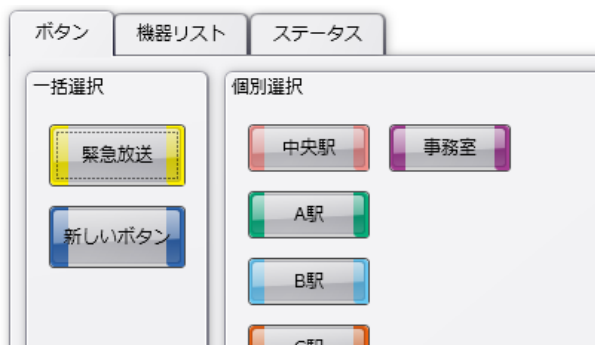 ボタン 機器リスト ステータス
一括選択 個別選択
緊急放送 中央駅 事務室
新しいボタン A駅
B駅
C駅